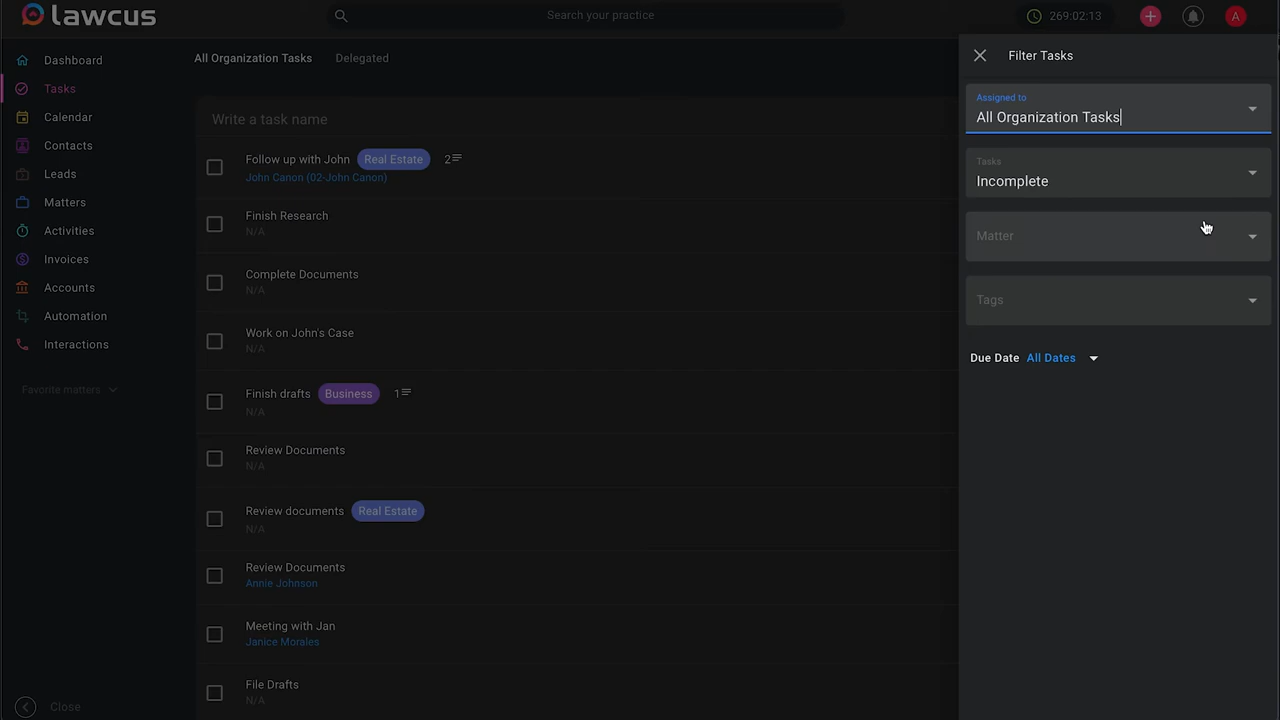 lawcus
Search your practice
269:02:13
A
Dashboard
Tasks
Calendar
Contacts
Leads
Matters
Activities
Invoices
Accounts
Automation
Interactions
Favorite matters
Close
All Organization Tasks
Delegated
Write a task name
Follow up with John Real Estate 2
John Canon (02-John Canon)
Finish Research
N/A
Complete Documents
N/A
Work on John's Case
N/A
Finish drafts Business 1
N/A
Review Documents
N/A
Review documents Real Estate
N/A
Review Documents
Annie Johnson
Meeting with Jan
Janice Morales
File Drafts
N/A
Filter Tasks
Assigned to
All Organization Tasks
Tasks
Incomplete
Matter
Tags
Due Date All Dates